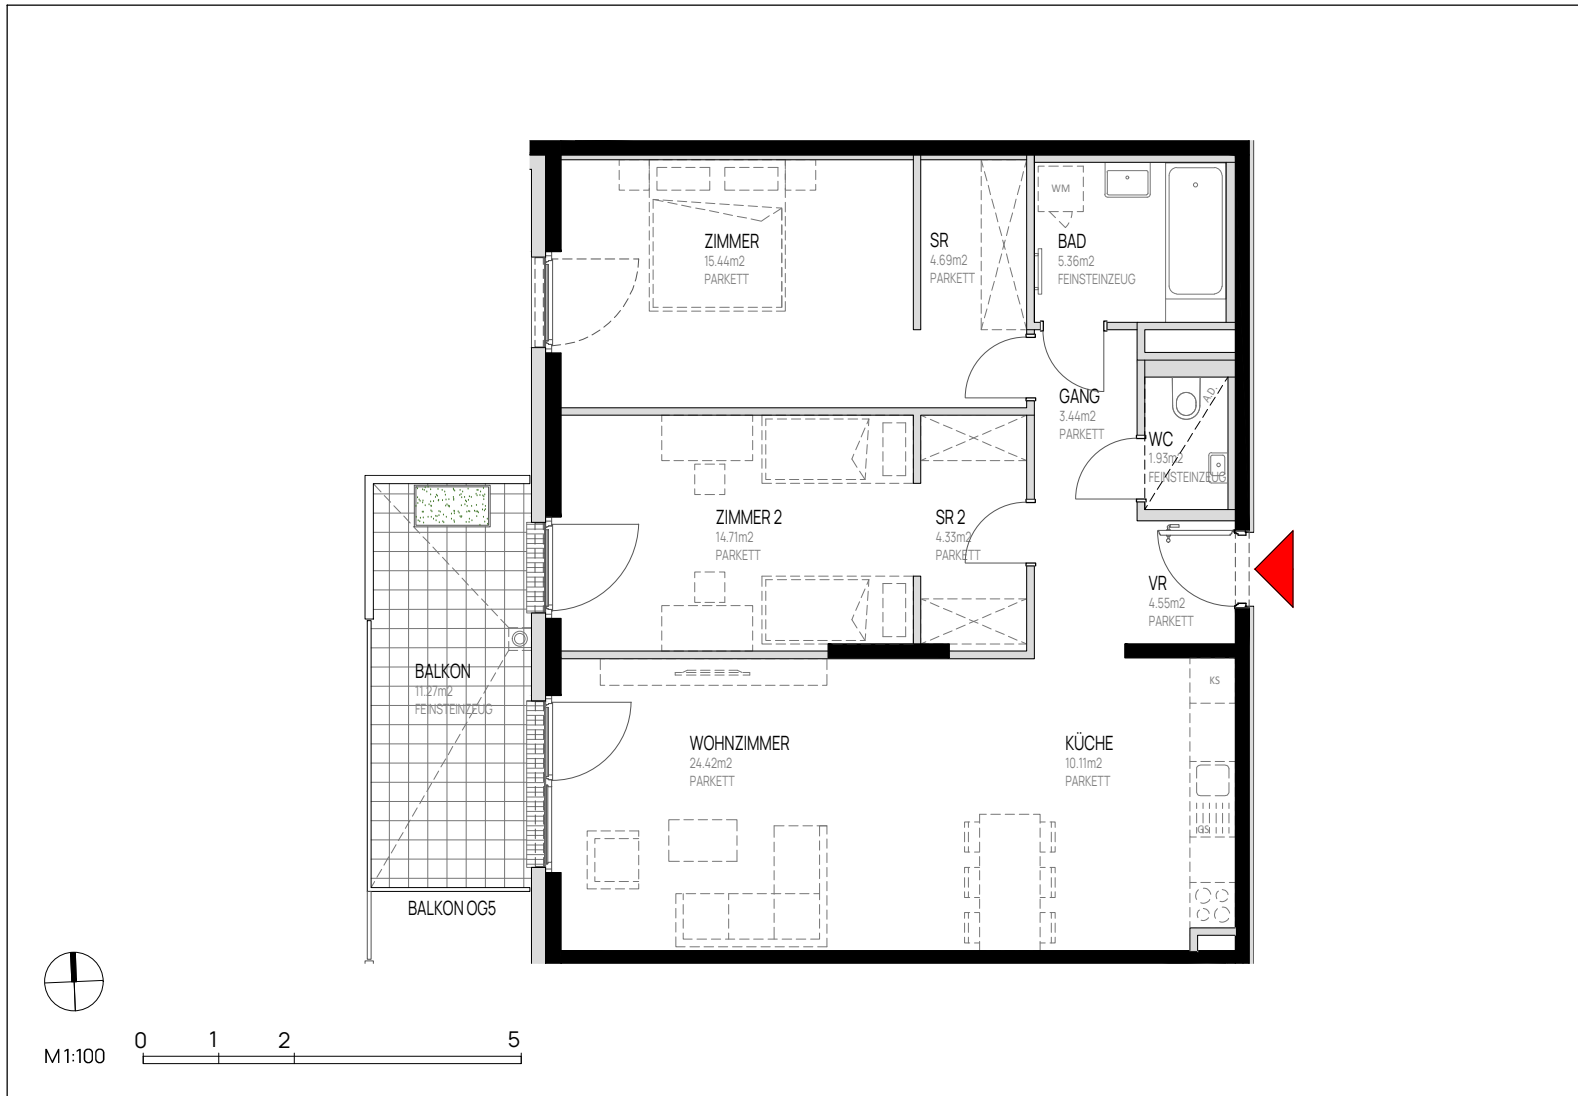 ZIMMER
15.44m2
PARKETT
SR
4.69m2
PARKETT
WM
BAD
5.36m2
FEINSTEINZEUG
GANG
3.44m2
PARKETT
A.D.
WC
1.93m2
FEINSTEINZEUG
ZIMMER 2
14.71m2
PARKETT
SR 2
4.33m2
PARKETT
VR
4.55m2
PARKETT
BALKON
11.27m2
FEINSTEINZEUG
KS
WOHNZIMMER
24.42m2
PARKETT
KÜCHE
10.11m2
PARKETT
GS
BALKON OG5
M 1:100
0 1 2 5